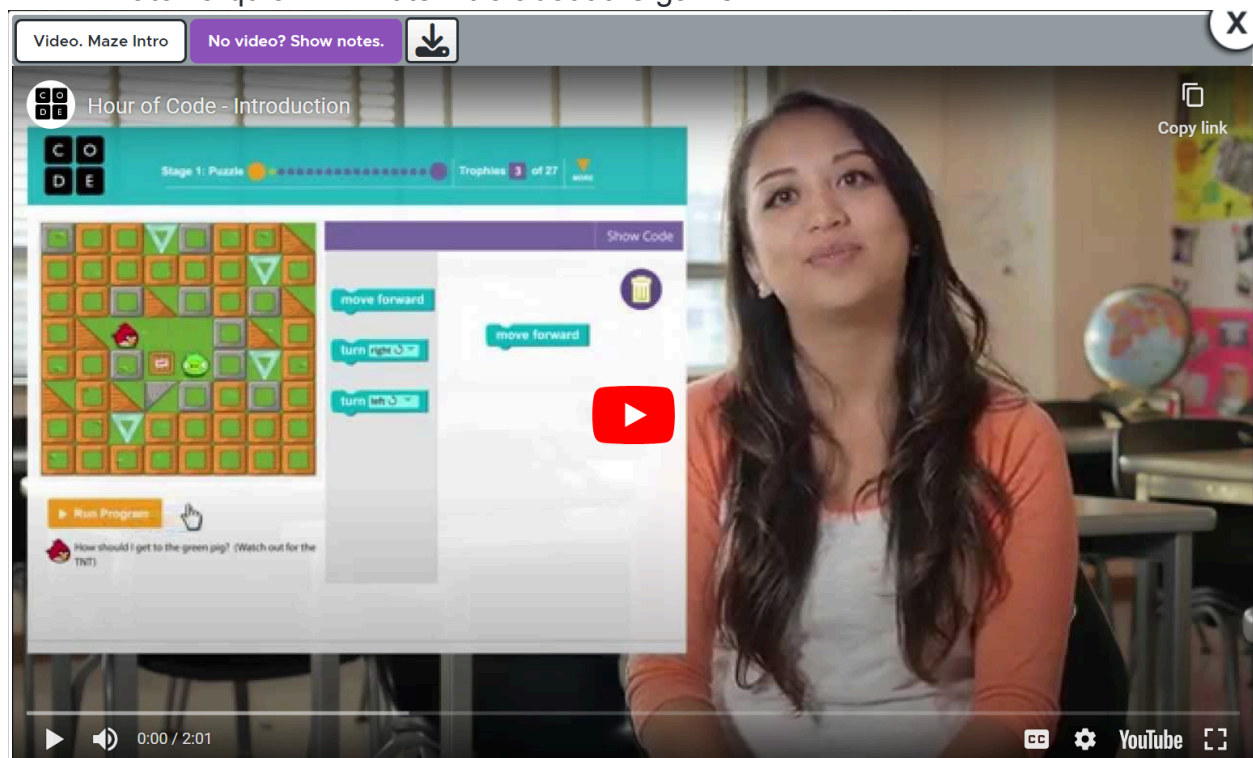 Video. Maze Intro
No video? Show notes.
X
C O
D E
Hour of Code - Introduction
Copy link
C O
D E
Stage 1: Puzzle
Trophies 3 of 27
MORE
Show Code
move forward
move forward
turn right
turn left
Run Program
How should I get to the green pig? (Watch out for the
TNT)
0:00 / 2:01
CC
YouTube